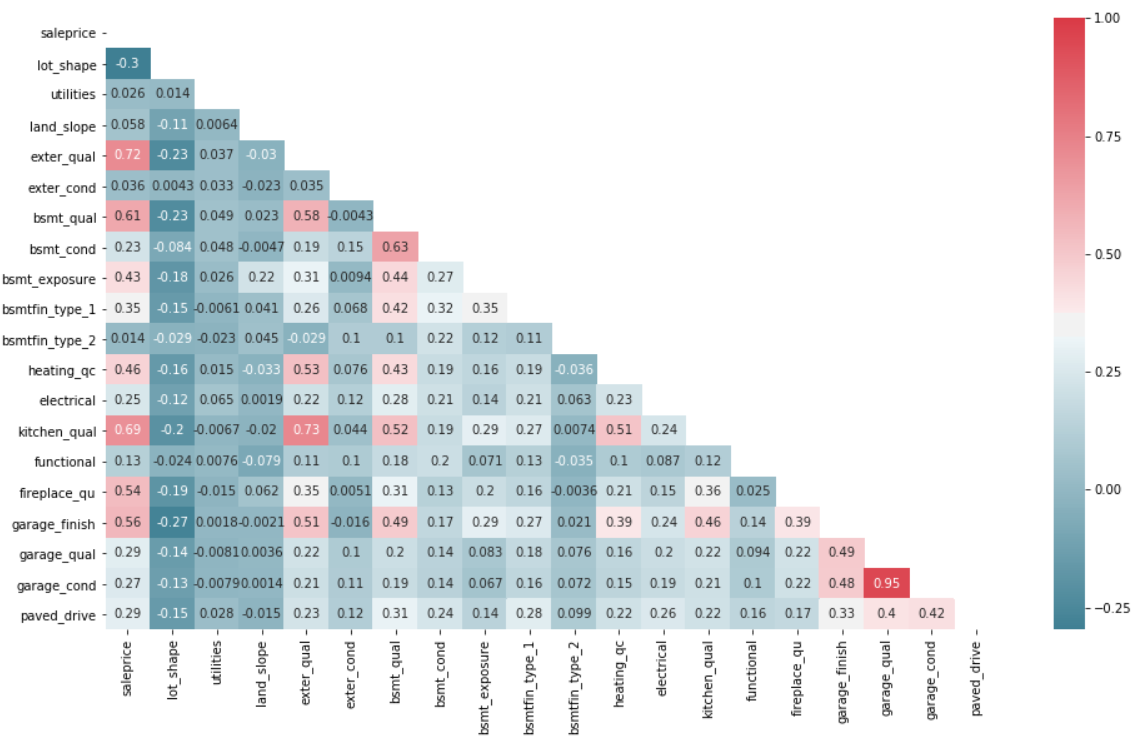 saleprice
lot_shape -0.3
utilities 0.026 0.014
land_slope 0.058 -0.11 0.0064
exter_qual 0.72 -0.23 0.037 -0.03
exter_cond 0.036 0.0043 0.033 -0.023 0.035
bsmt_qual 0.61 -0.23 0.049 0.023 0.58 -0.0043
bsmt_cond 0.23 -0.084 0.048 -0.0047 0.19 0.15 0.63
bsmt_exposure 0.43 -0.18 0.026 0.22 0.31 0.0094 0.44 0.27
bsmtfin_type_1 0.35 -0.15 -0.0061 0.041 0.26 0.068 0.42 0.32 0.35
bsmtfin_type_2 0.014 -0.029 -0.023 0.045 -0.029 0.1 0.1 0.22 0.12 0.11
heating_qc 0.46 -0.16 0.015 -0.033 0.53 0.076 0.43 0.19 0.16 0.19 -0.036
electrical 0.25 -0.12 0.065 0.0019 0.22 0.12 0.28 0.21 0.14 0.21 0.063 0.23
kitchen_qual 0.69 -0.2 -0.0067 -0.02 0.73 0.044 0.52 0.19 0.29 0.27 0.0074 0.51 0.24
functional 0.13 -0.024 0.0076 -0.079 0.11 0.1 0.18 0.2 0.071 0.13 -0.035 0.1 0.087 0.12
fireplace_qu 0.54 -0.19 -0.015 0.062 0.35 0.0051 0.31 0.13 0.2 0.16 -0.0036 0.21 0.15 0.36 0.025
garage_finish 0.56 -0.27 0.0018 -0.0021 0.51 -0.016 0.49 0.17 0.29 0.27 0.021 0.39 0.24 0.46 0.14 0.39
garage_qual 0.29 -0.14 -0.0081 0.0036 0.22 0.1 0.2 0.14 0.083 0.18 0.076 0.16 0.2 0.22 0.094 0.22 0.49
garage_cond 0.27 -0.13 -0.0079 0.0014 0.21 0.11 0.19 0.14 0.067 0.16 0.072 0.15 0.19 0.21 0.1 0.22 0.48 0.95
paved_drive 0.29 -0.15 0.028 -0.015 0.23 0.12 0.31 0.24 0.14 0.28 0.099 0.22 0.26 0.22 0.16 0.17 0.33 0.4 0.42
saleprice
lot_shape
utilities
land_slope
exter_qual
exter_cond
bsmt_qual
bsmt_cond
bsmt_exposure
bsmtfin_type_1
bsmtfin_type_2
heating_qc
electrical
kitchen_qual
functional
fireplace_qu
garage_finish
garage_qual
garage_cond
paved_drive
1.00
0.75
0.50
0.25
0.00
−0.25